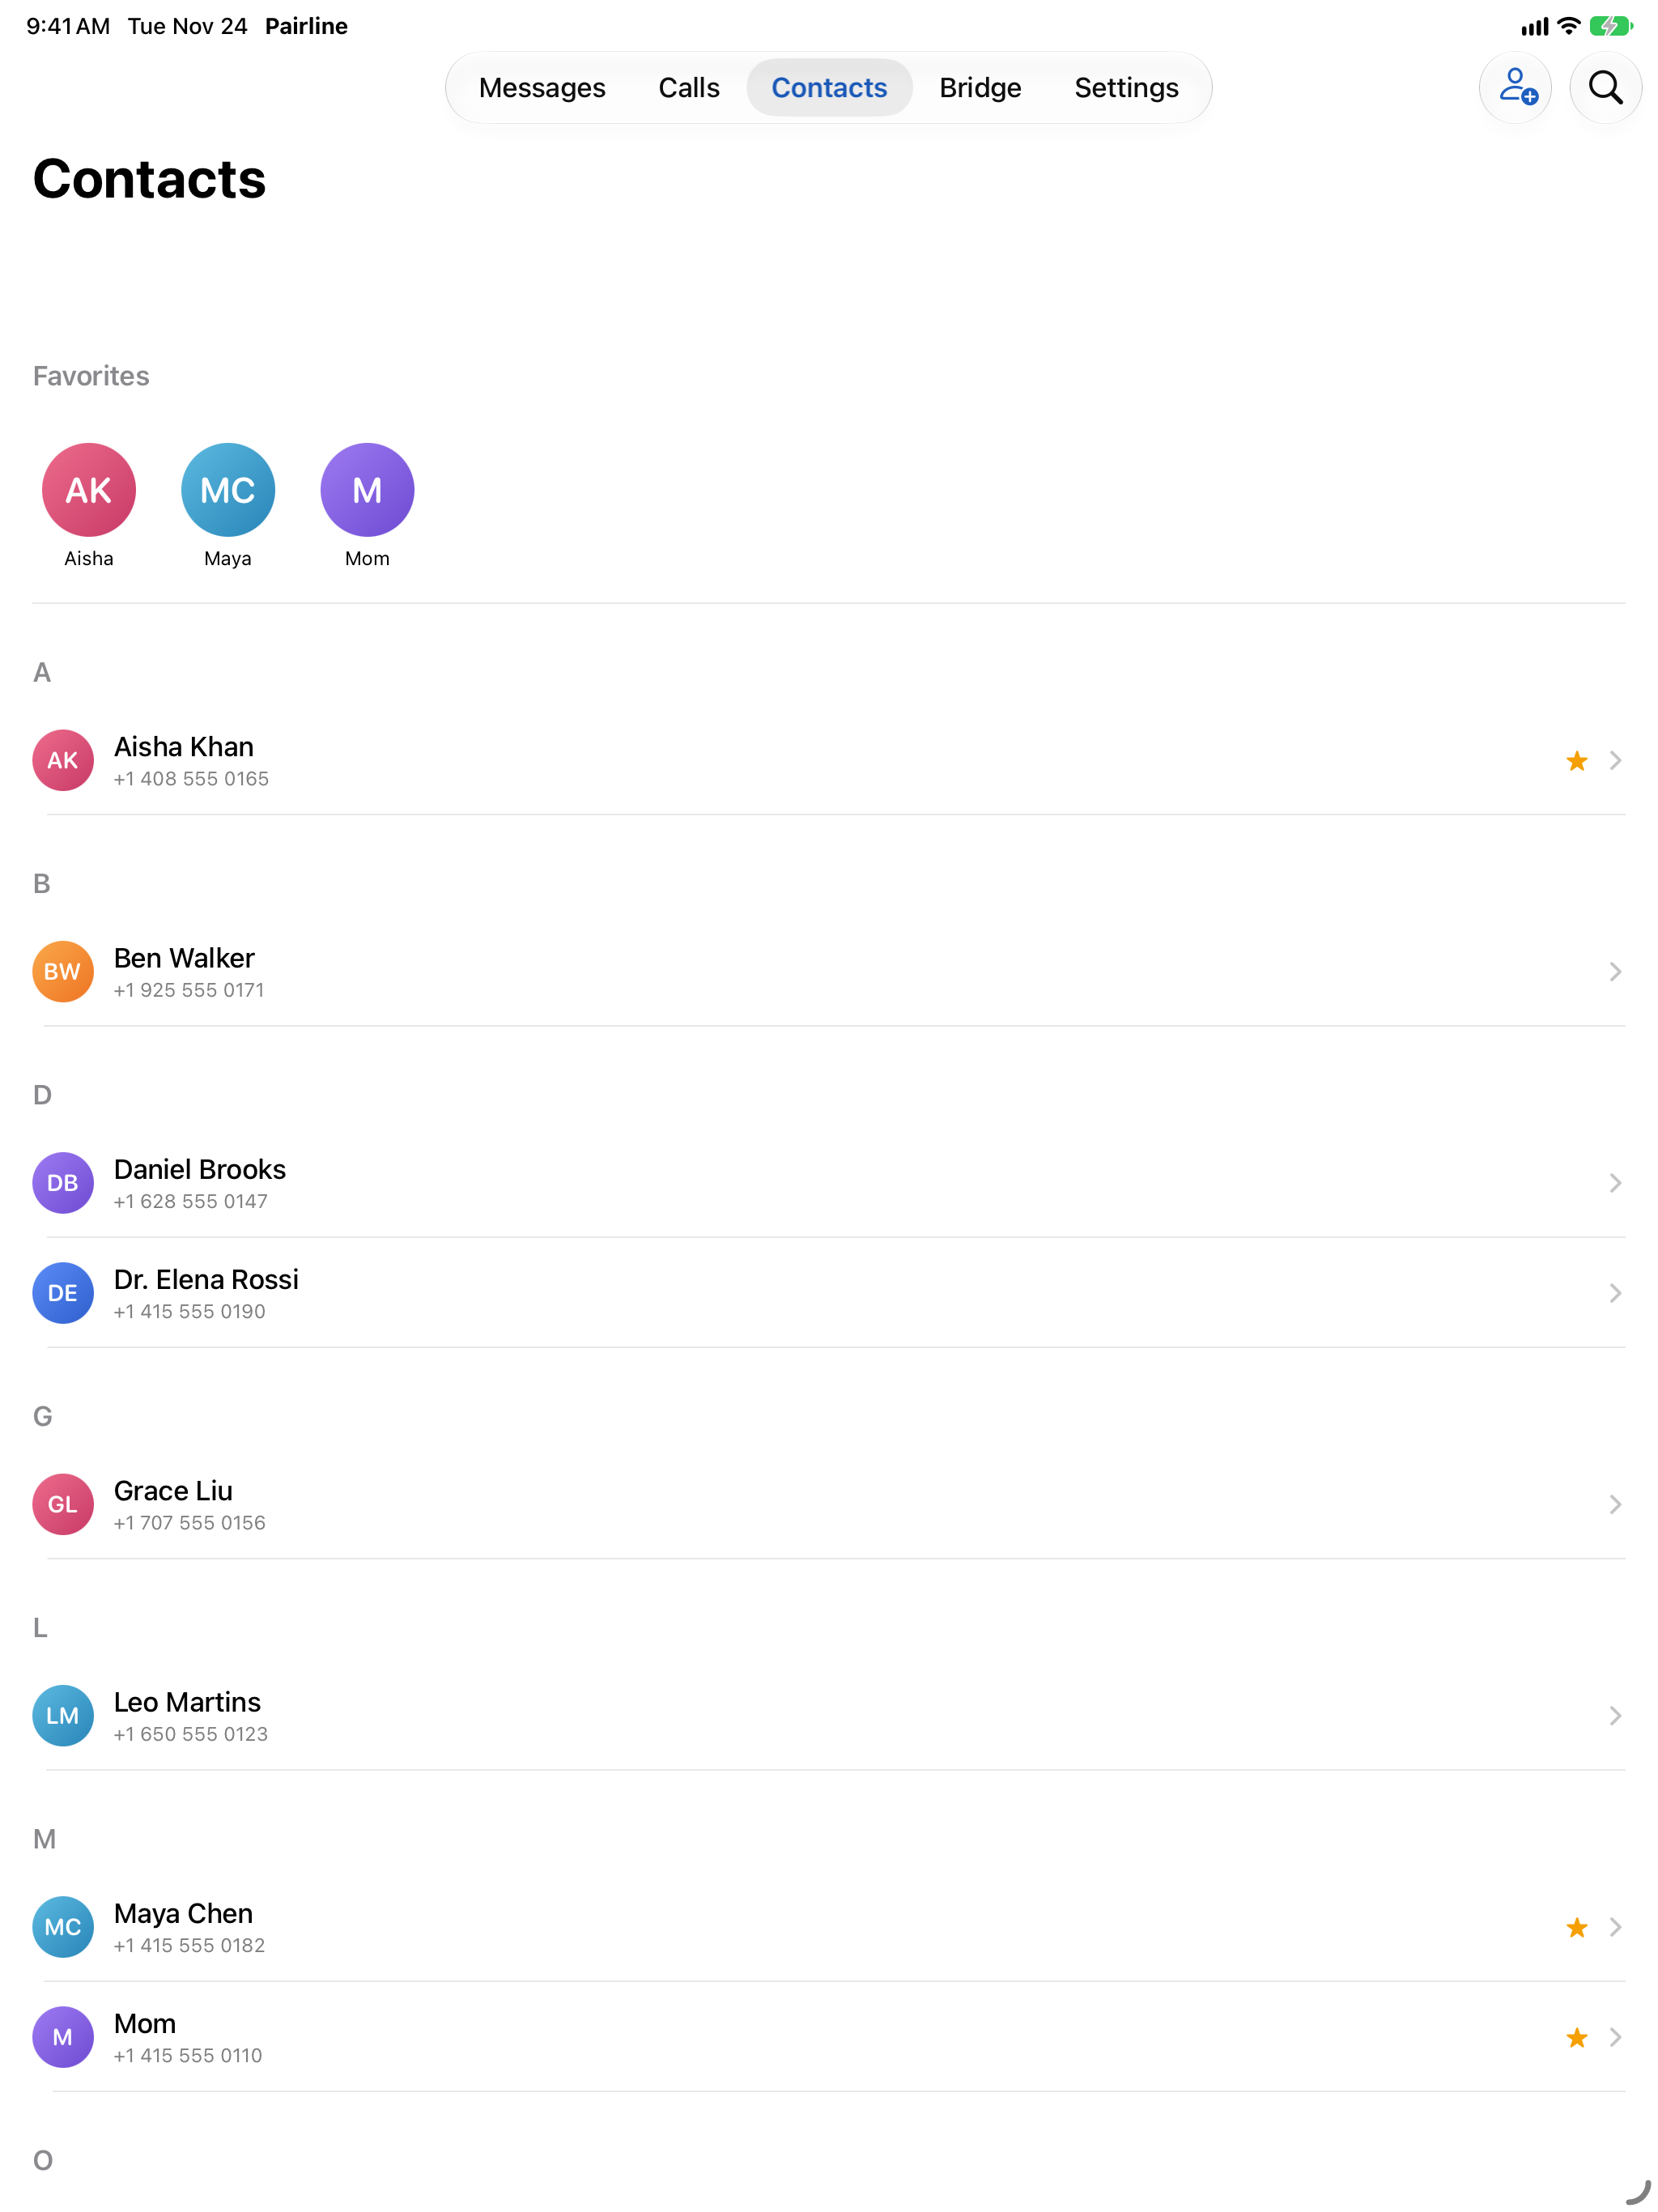 9:41 AM Tue Nov 24 Pairline
Messages Calls Contacts Bridge Settings
Contacts
Favorites
AK MC M
Aisha Maya Mom
A
AK
Aisha Khan
+1 408 555 0165
B
BW
Ben Walker
+1 925 555 0171
D
DB
Daniel Brooks
+1 628 555 0147
DE
Dr. Elena Rossi
+1 415 555 0190
G
GL
Grace Liu
+1 707 555 0156
L
LM
Leo Martins
+1 650 555 0123
M
MC
Maya Chen
+1 415 555 0182
M
Mom
+1 415 555 0110
O